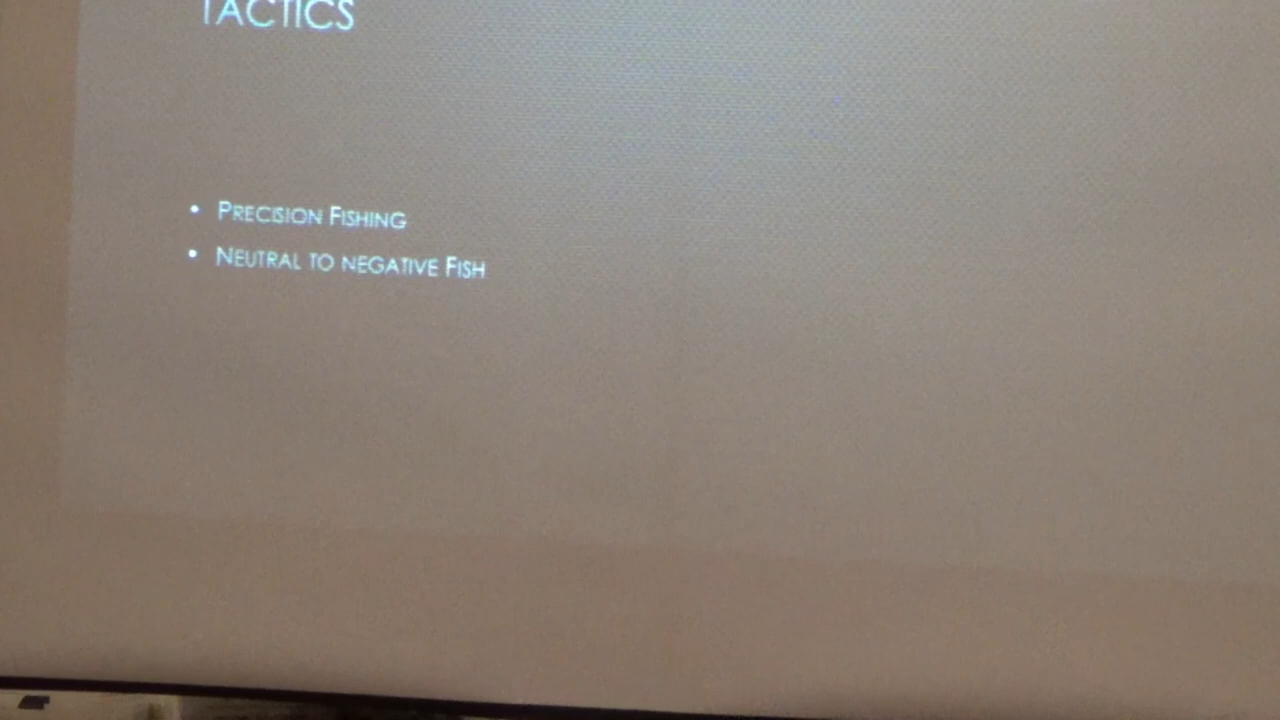 TACTICS
• PRECISION FISHING
• NEUTRAL TO NEGATIVE FISH